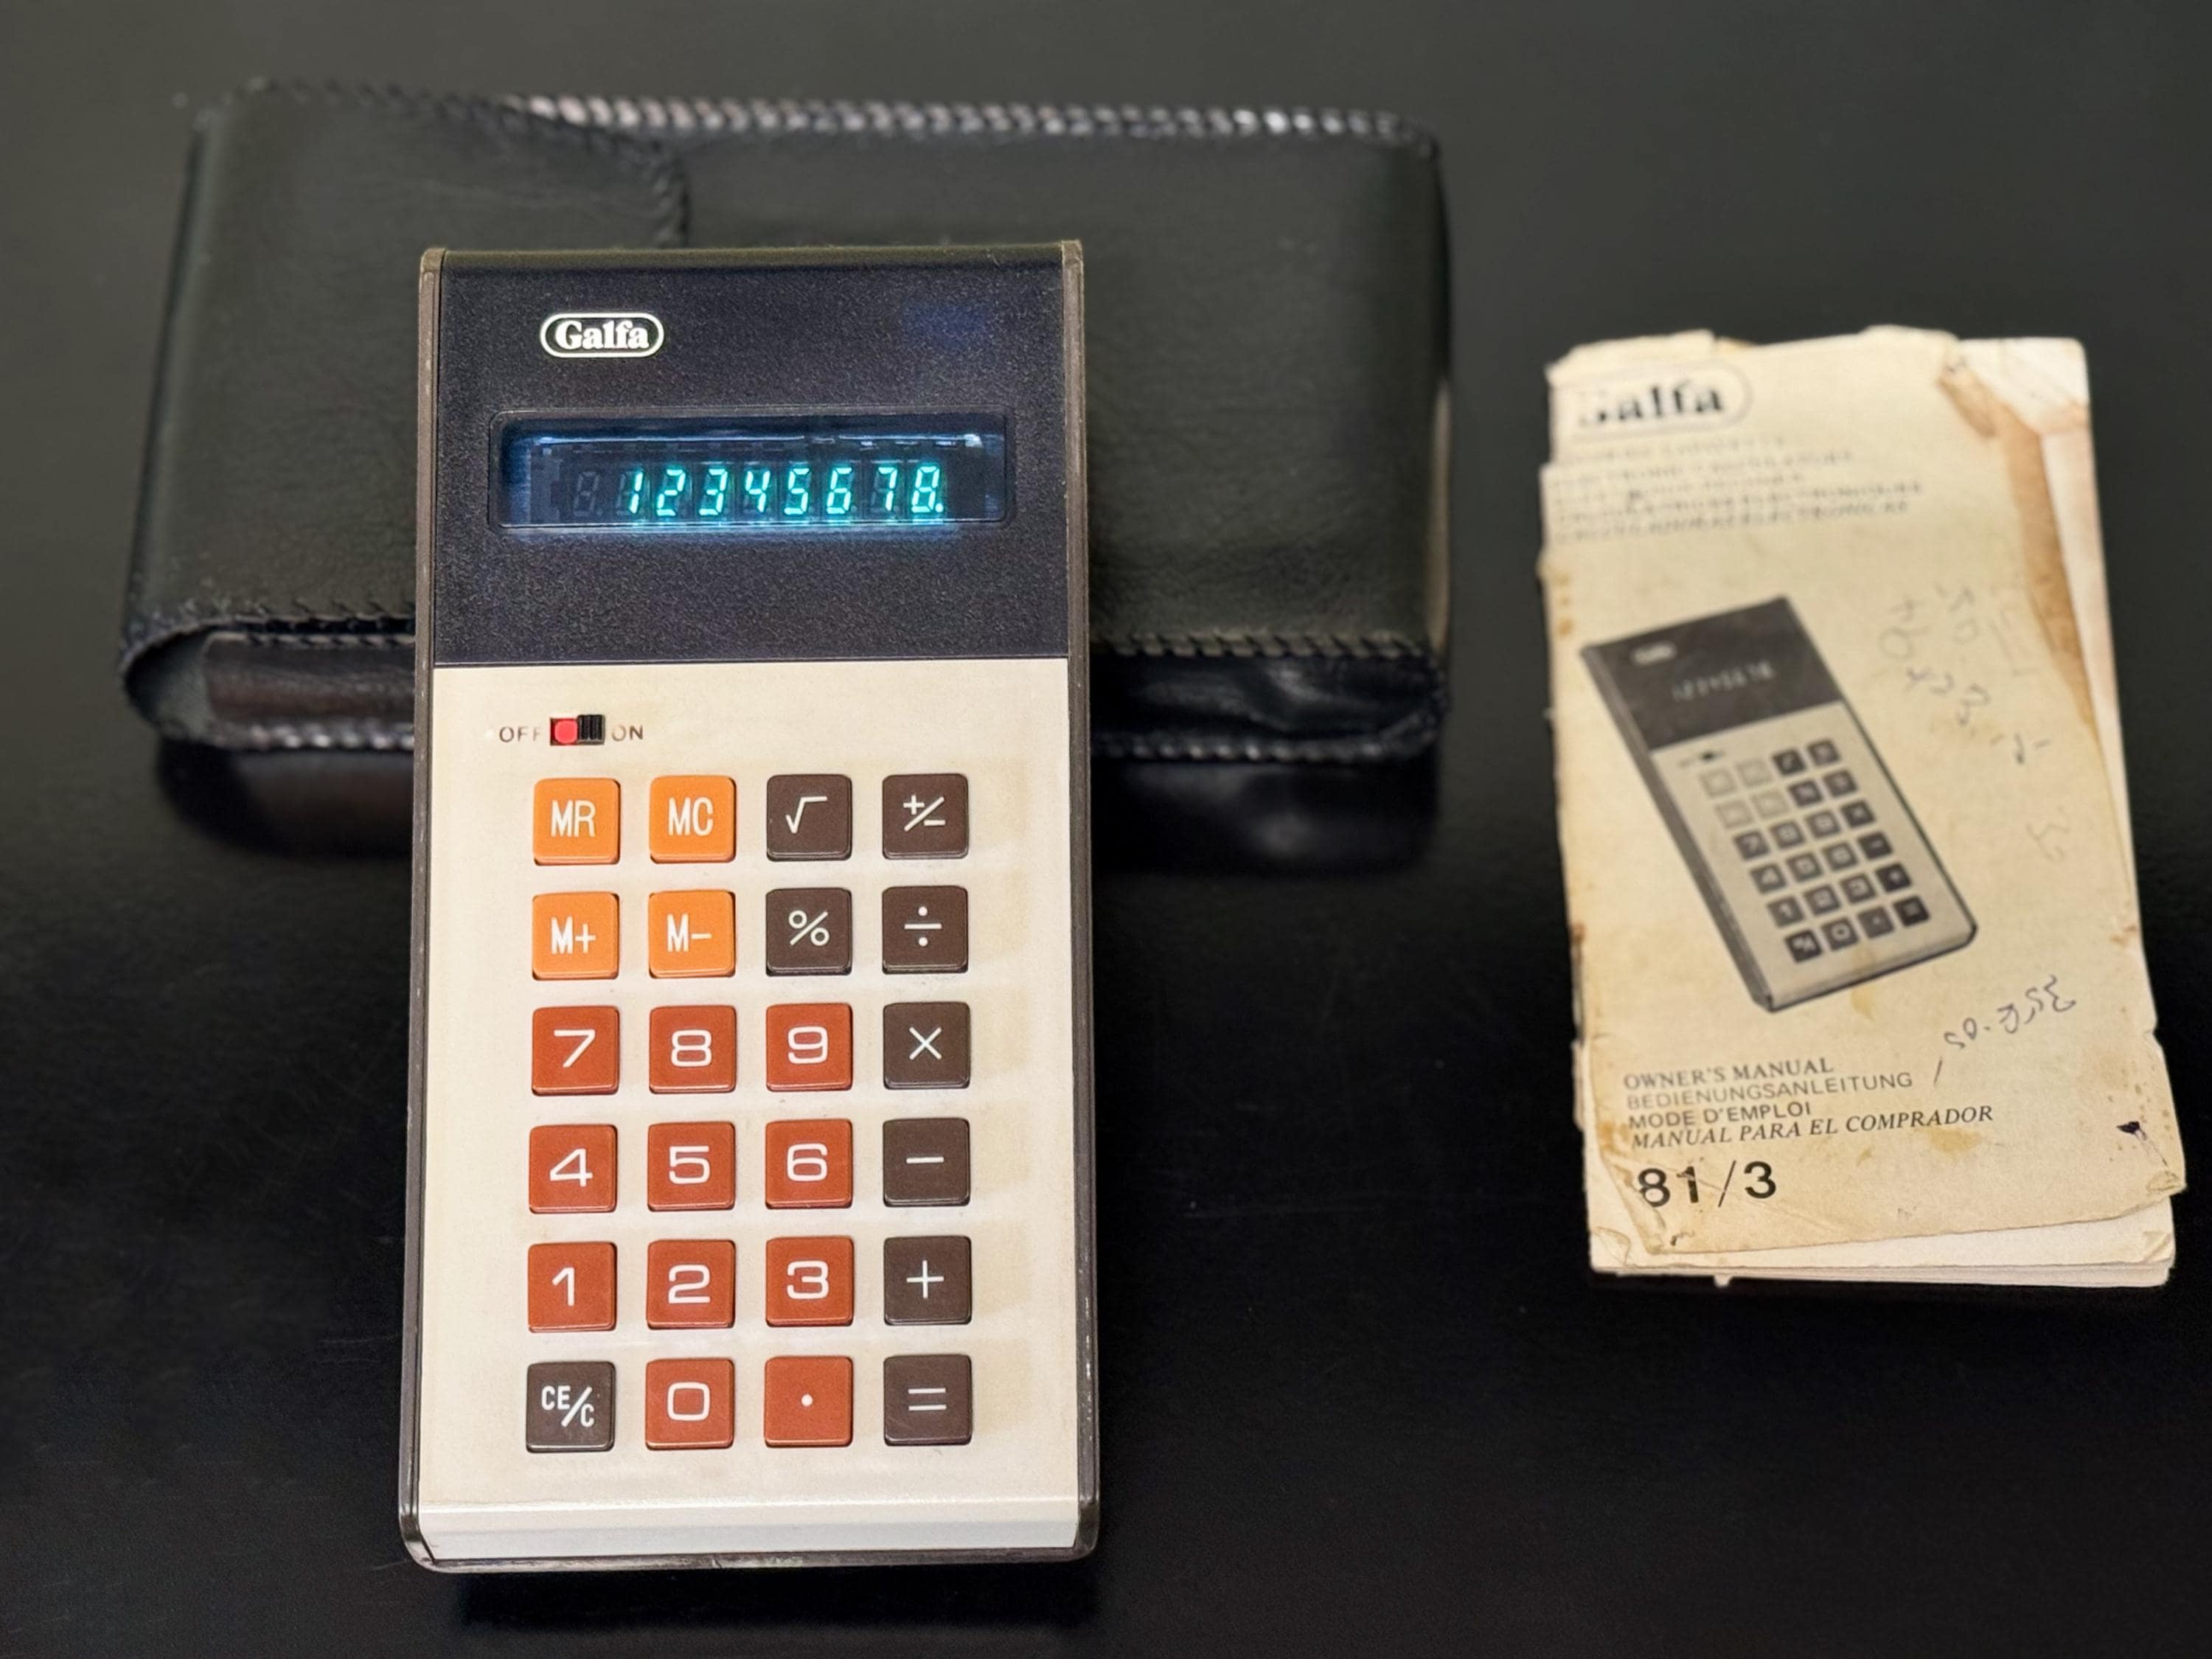 Galfa
12345678.
OFF ON
MR MC √ +/-
M+ M- % ÷
7 8 9 ×
4 5 6 −
1 2 3 +
CE/C 0 · =
Galfa
OWNER'S MANUAL
BEDIENUNGSANLEITUNG
MODE D'EMPLOI
MANUAL PARA EL COMPRADOR
81/3